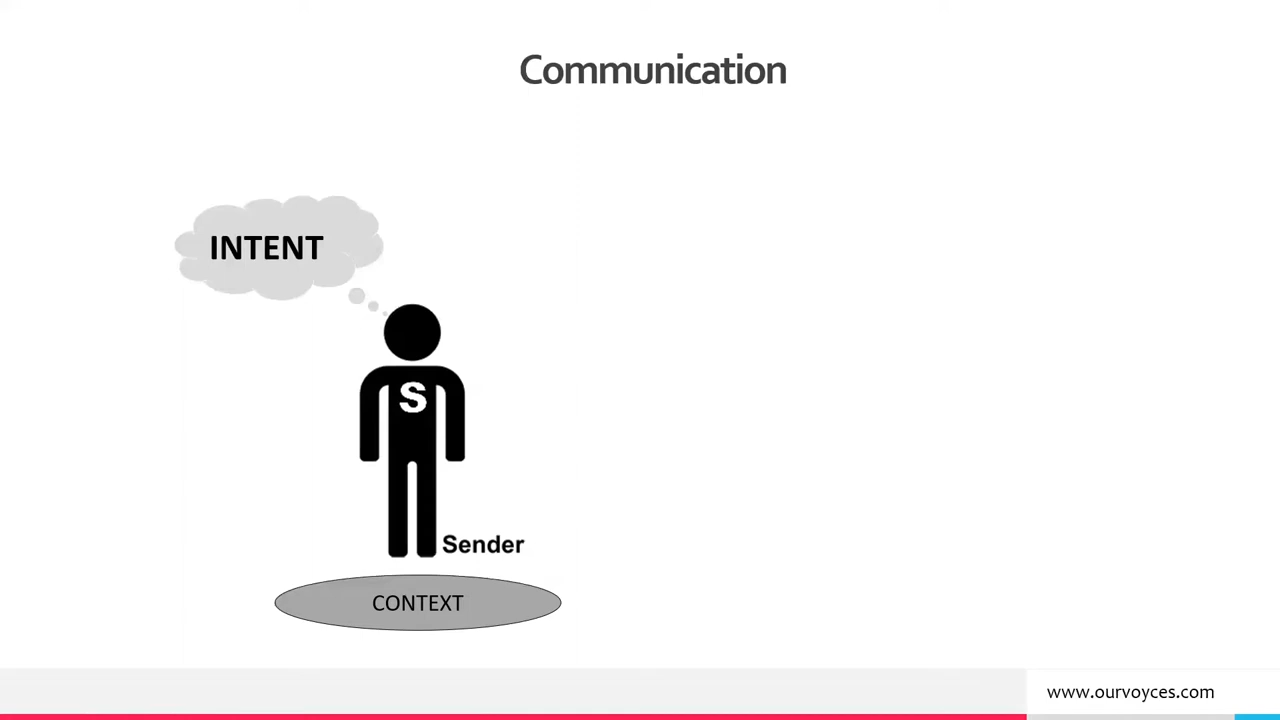 Communication
INTENT
S
Sender
CONTEXT
www.ourvoyces.com